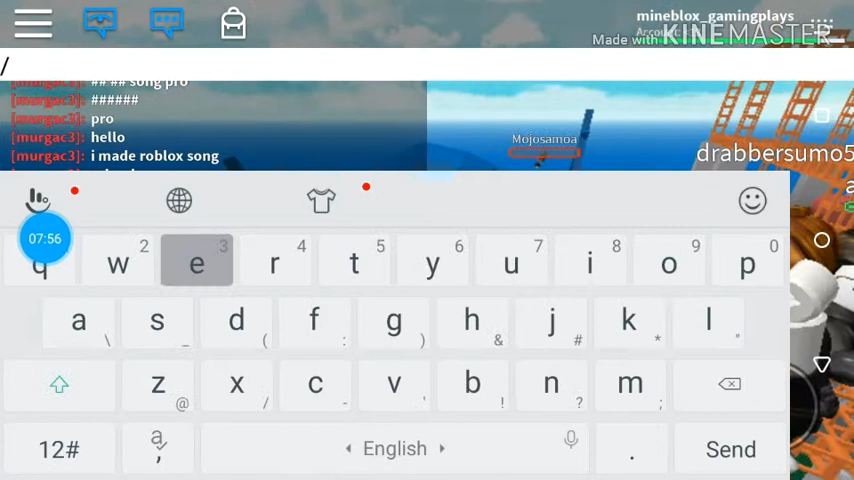 mineblox_gamingplays
Made with KINEMASTER
/
## ## song pro
[murgac3]: ######
[murgac3]: pro
[murgac3]: hello
[murgac3]: i made roblox song
Mojosamoa
drabbersumo5
a
07:56
q w 2 e 3 r 4 t 5 y 6 u 7 i 8 o 9 p 0
a \ s _ d ( f : g ) h & j # k * l "
z @ x / c - v ' b ! n ? m ;
12# a , English . Send